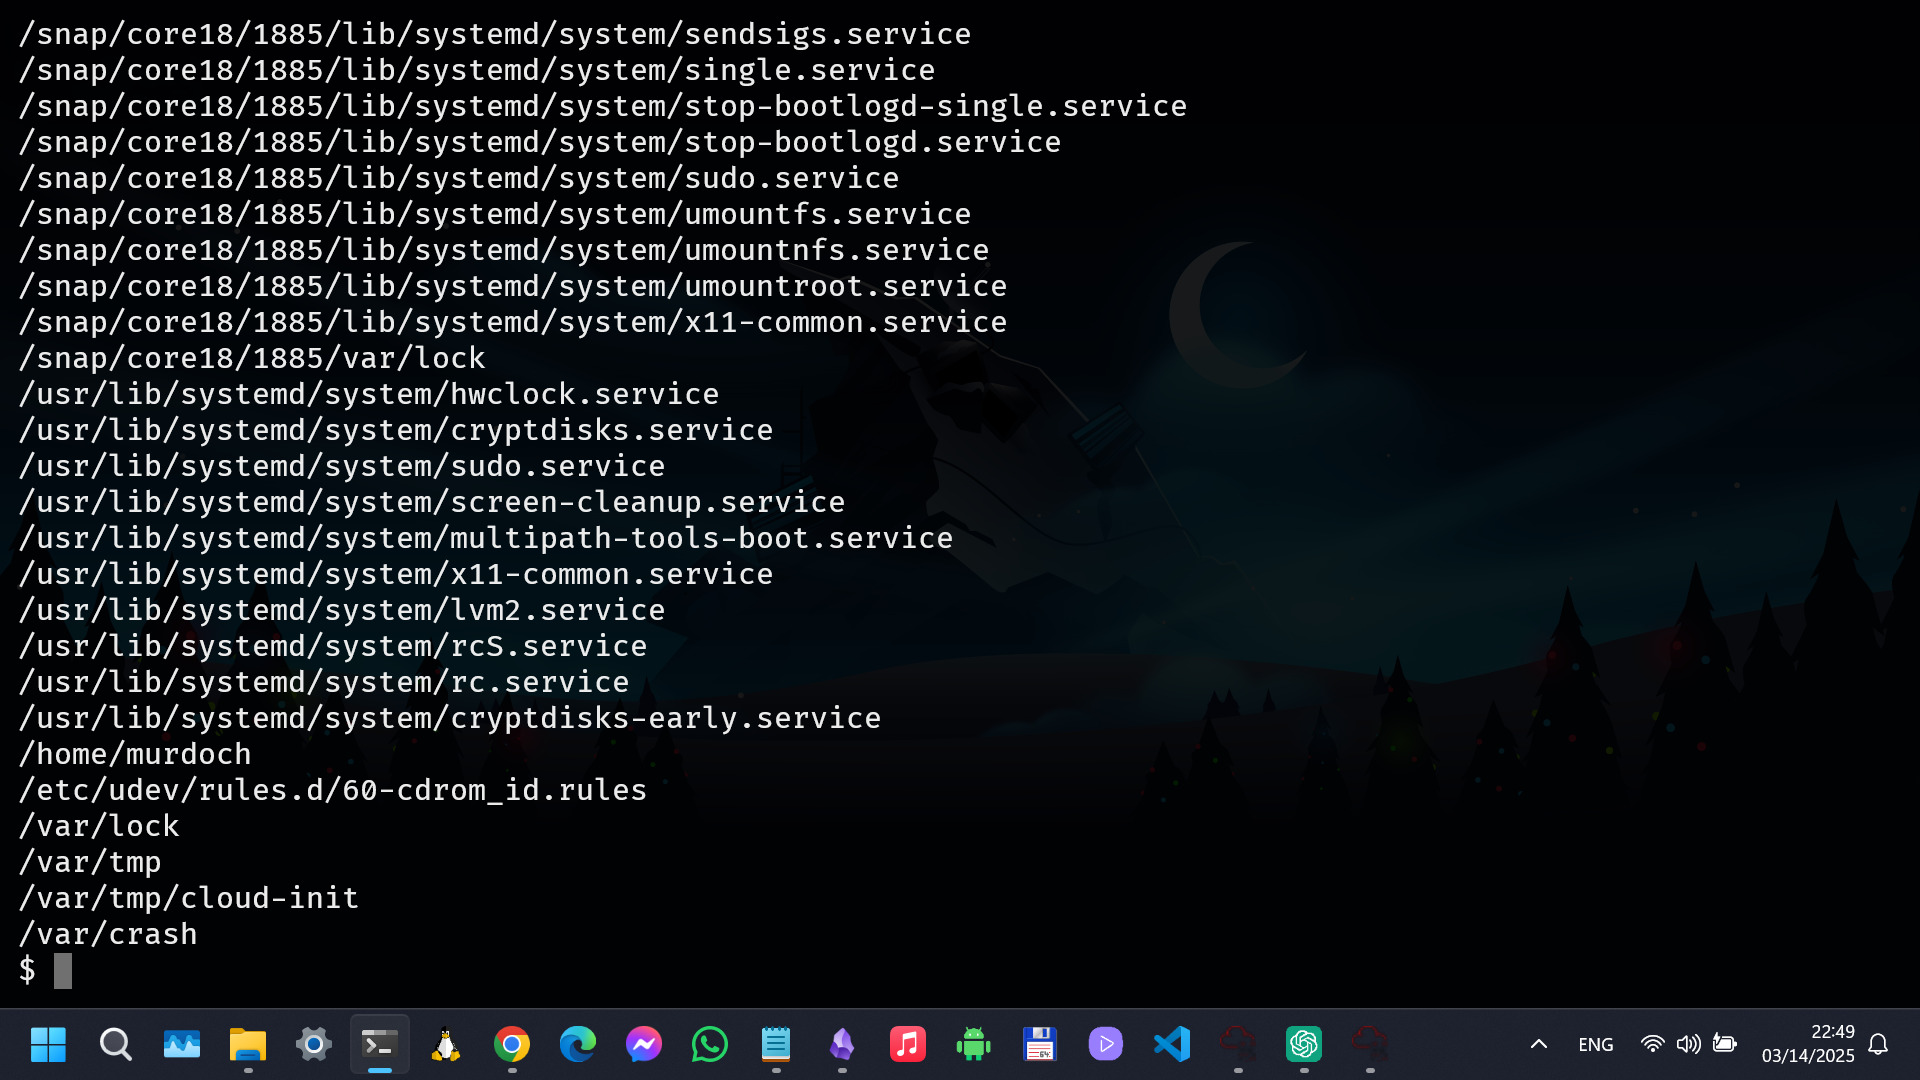 /snap/core18/1885/lib/systemd/system/sendsigs.service
/snap/core18/1885/lib/systemd/system/single.service
/snap/core18/1885/lib/systemd/system/stop-bootlogd-single.service
/snap/core18/1885/lib/systemd/system/stop-bootlogd.service
/snap/core18/1885/lib/systemd/system/sudo.service
/snap/core18/1885/lib/systemd/system/umountfs.service
/snap/core18/1885/lib/systemd/system/umountnfs.service
/snap/core18/1885/lib/systemd/system/umountroot.service
/snap/core18/1885/lib/systemd/system/x11-common.service
/snap/core18/1885/var/lock
/usr/lib/systemd/system/hwclock.service
/usr/lib/systemd/system/cryptdisks.service
/usr/lib/systemd/system/sudo.service
/usr/lib/systemd/system/screen-cleanup.service
/usr/lib/systemd/system/multipath-tools-boot.service
/usr/lib/systemd/system/x11-common.service
/usr/lib/systemd/system/lvm2.service
/usr/lib/systemd/system/rcS.service
/usr/lib/systemd/system/rc.service
/usr/lib/systemd/system/cryptdisks-early.service
/home/murdoch
/etc/udev/rules.d/60-cdrom_id.rules
/var/lock
/var/tmp
/var/tmp/cloud-init
/var/crash
$
64
ENG
22:49
03/14/2025